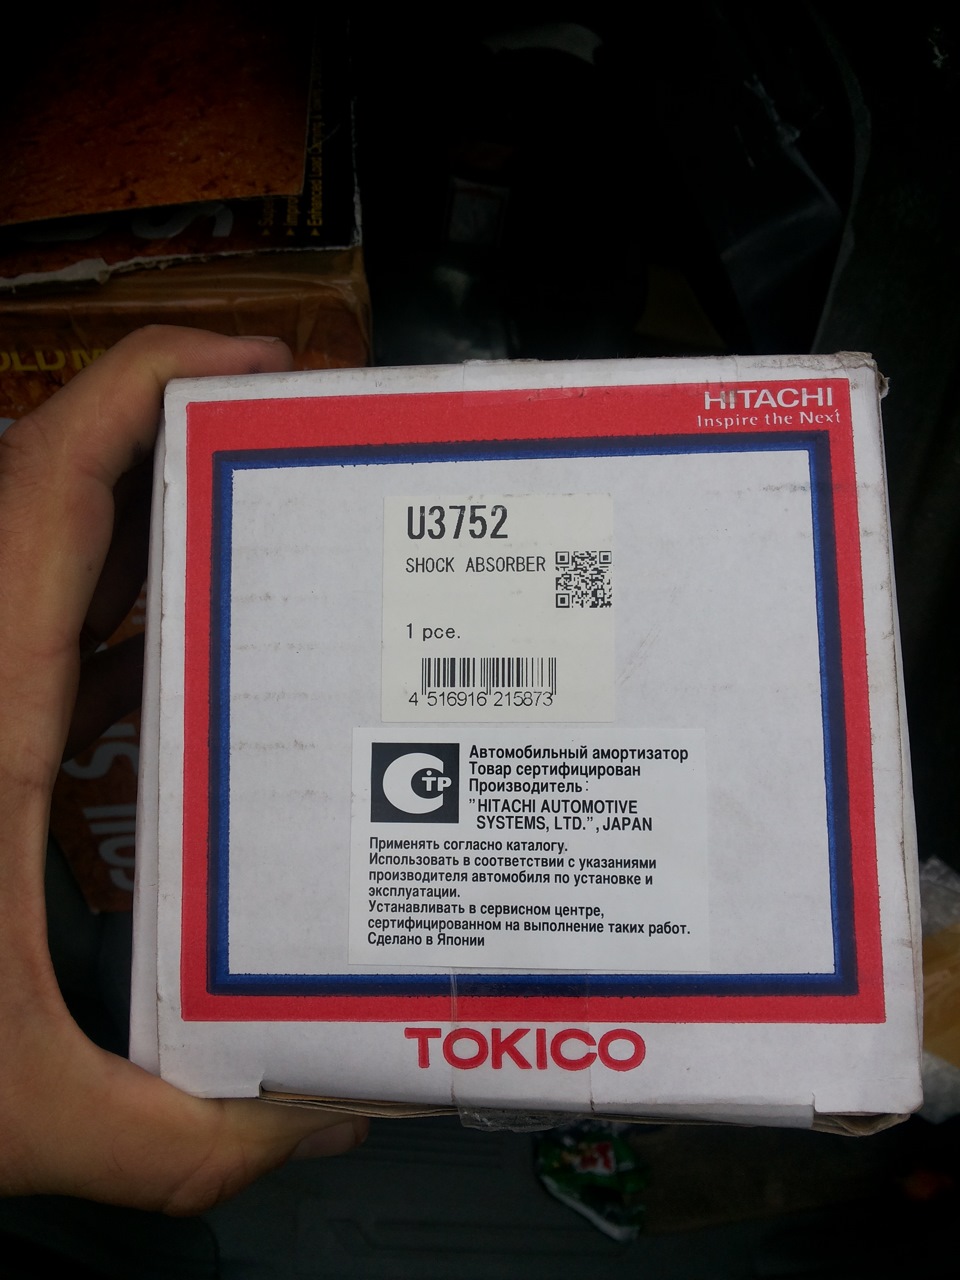 HITACHI
Inspire the Next
U3752
SHOCK ABSORBER
1 pce.
4 516916 215873
Автомобильный амортизатор
Товар сертифицирован
Производитель:
"HITACHI AUTOMOTIVE
SYSTEMS, LTD.", JAPAN
Применять согласно каталогу.
Использовать в соответствии с указаниями
производителя автомобиля по установке и
эксплуатации.
Устанавливать в сервисном центре,
сертифицированном на выполнение таких работ.
Сделано в Японии
TOKICO